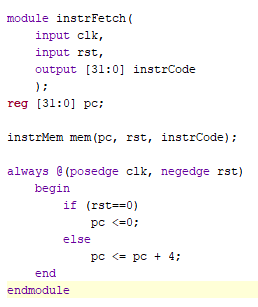 module instrFetch(
    input clk,
    input rst,
    output [31:0] instrCode
    );
reg [31:0] pc;
instrMem mem(pc, rst, instrCode);
always @(posedge clk, negedge rst)
    begin
        if (rst==0)
            pc <=0;
        else
            pc <= pc + 4;
    end
endmodule